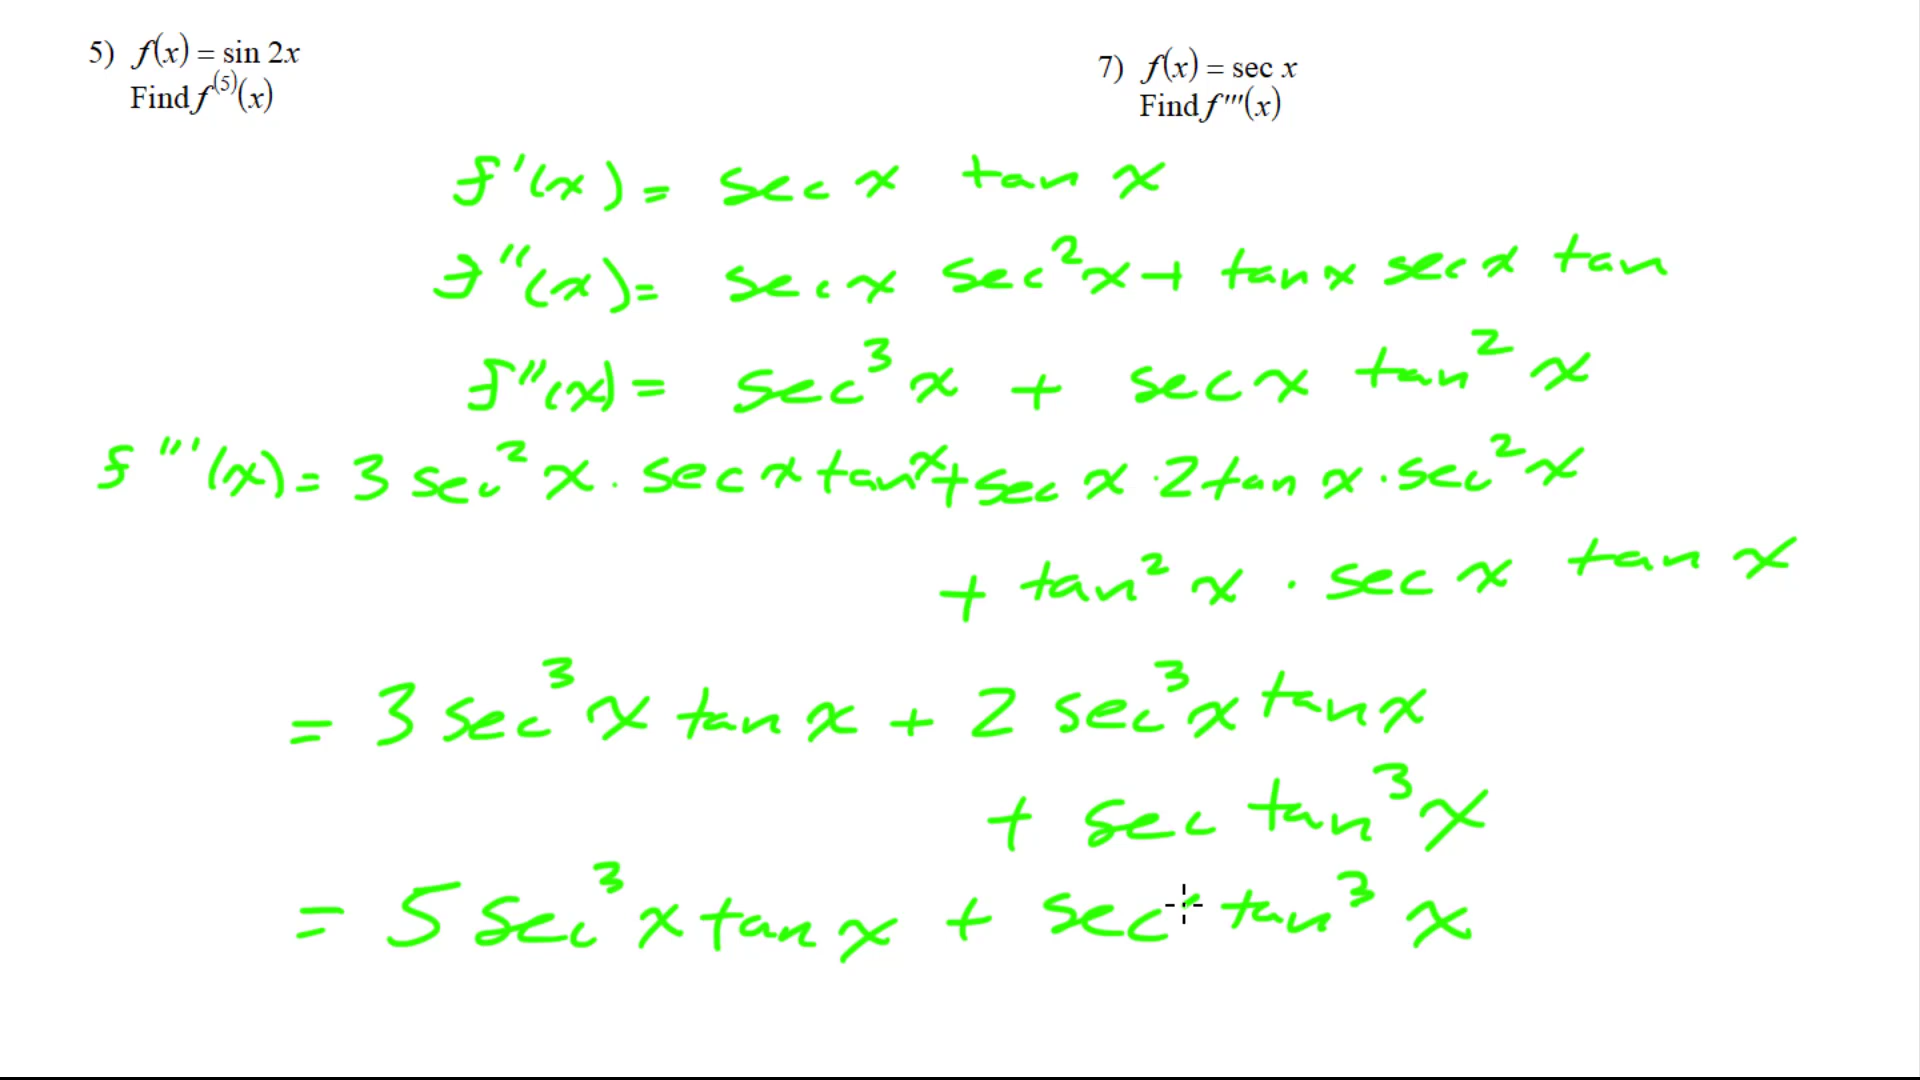 5) f(x) = sin 2x
Find f⁽⁵⁾(x)
7) f(x) = sec x
Find f'''(x)
f'(x) = sec x tan x
f''(x) = sec x sec²x + tan x sec x tan
f''(x) = sec³ x + sec x tan² x
f'''(x) = 3 sec² x · sec x tan x + sec x · 2 tan x · sec² x
+ tan² x · sec x tan x
= 3 sec³ x tan x + 2 sec³ x tan x
+ sec tan³ x
= 5 sec³ x tan x + sec tan³ x